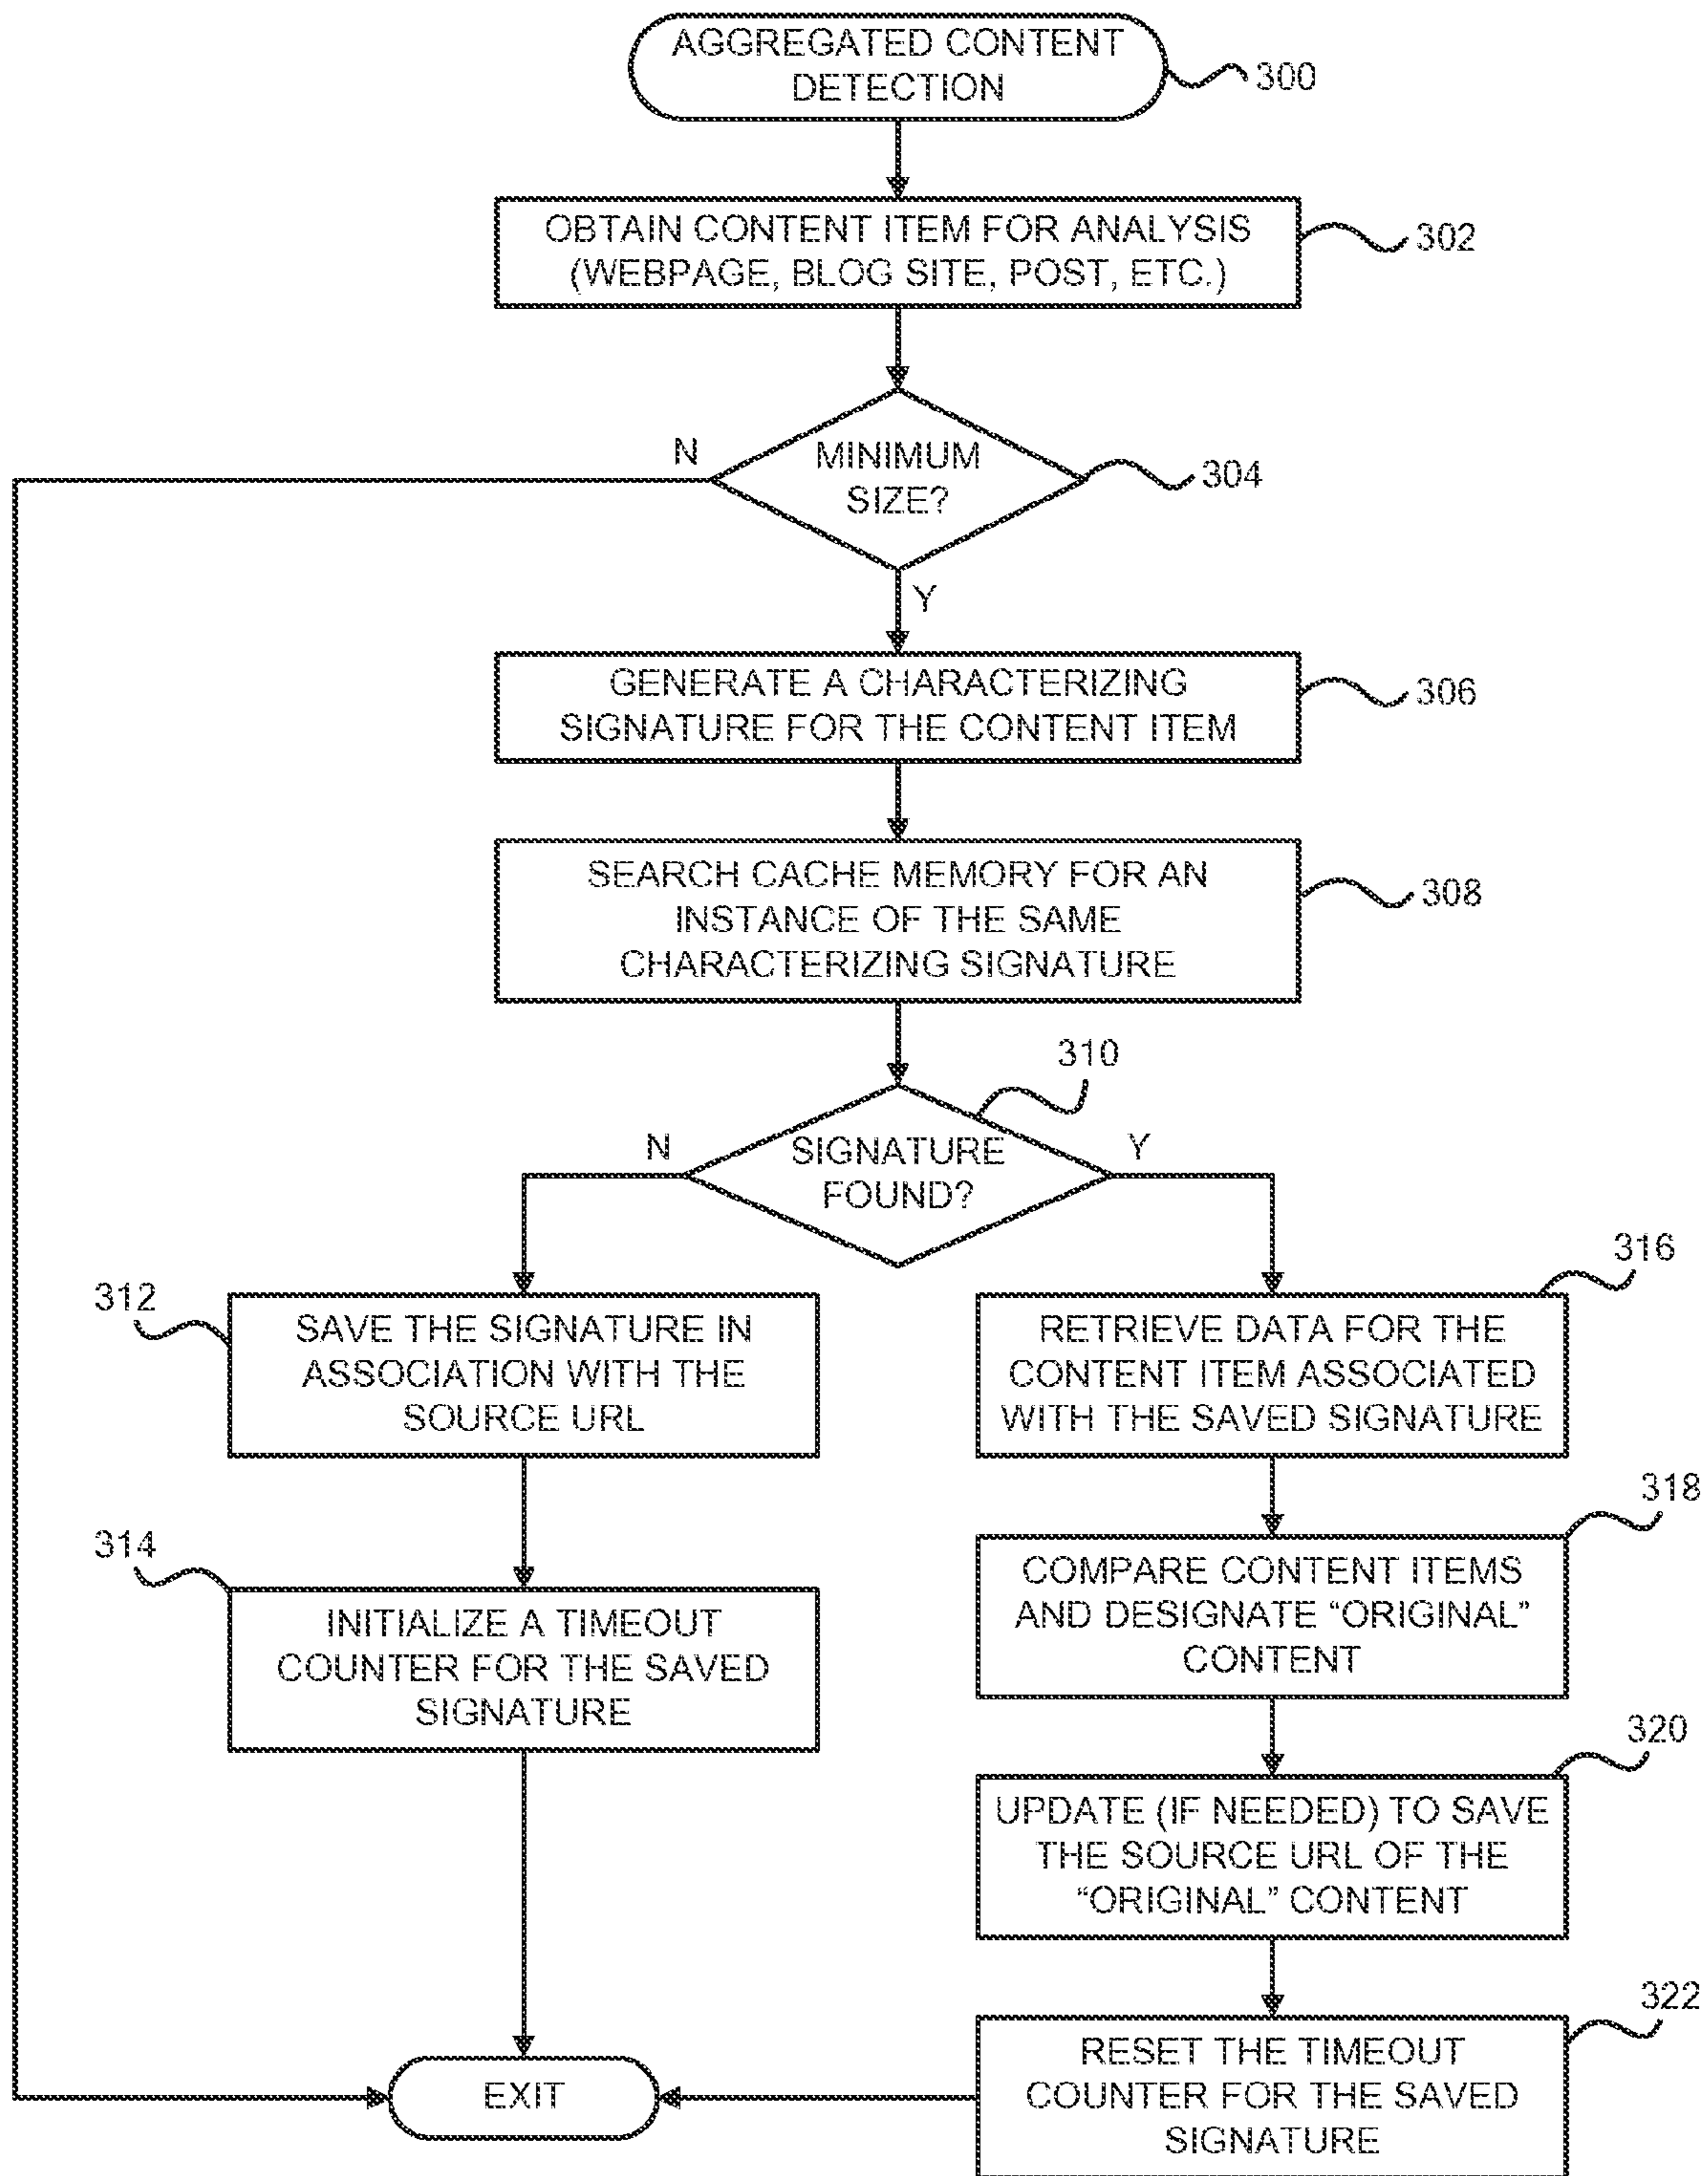 AGGREGATED CONTENT
DETECTION
300
OBTAIN CONTENT ITEM FOR ANALYSIS
(WEBPAGE, BLOG SITE, POST, ETC.)
302
N
MINIMUM
SIZE?
304
Y
GENERATE A CHARACTERIZING
SIGNATURE FOR THE CONTENT ITEM
306
SEARCH CACHE MEMORY FOR AN
INSTANCE OF THE SAME
CHARACTERIZING SIGNATURE
308
310
N
SIGNATURE
FOUND?
Y
312
SAVE THE SIGNATURE IN
ASSOCIATION WITH THE
SOURCE URL
316
RETRIEVE DATA FOR THE
CONTENT ITEM ASSOCIATED
WITH THE SAVED SIGNATURE
314
INITIALIZE A TIMEOUT
COUNTER FOR THE SAVED
SIGNATURE
318
COMPARE CONTENT ITEMS
AND DESIGNATE “ORIGINAL”
CONTENT
320
UPDATE (IF NEEDED) TO SAVE
THE SOURCE URL OF THE
“ORIGINAL” CONTENT
322
RESET THE TIMEOUT
COUNTER FOR THE SAVED
SIGNATURE
EXIT